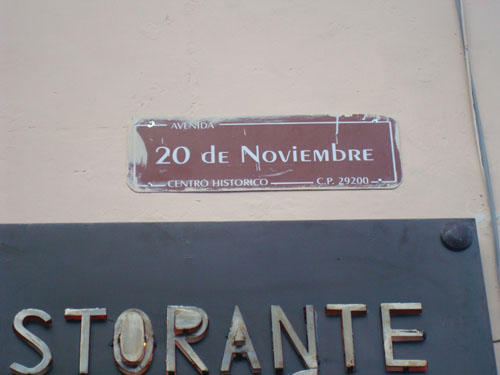 AVENIDA
20 DE NOVIEMBRE
CENTRO HISTORICO C.P. 29200
STORANTE